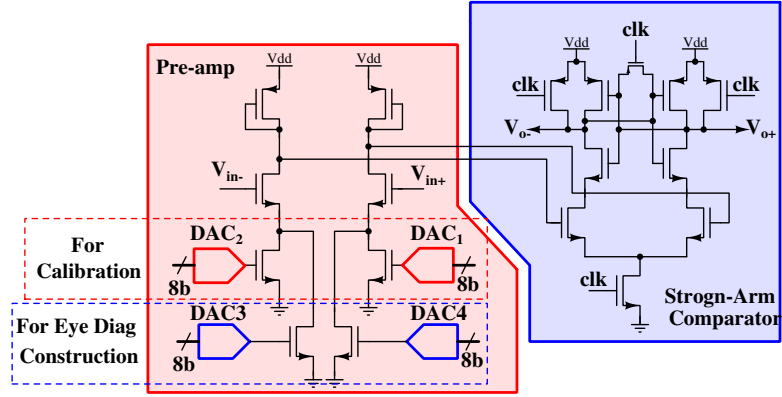 Pre-amp
Vdd
Vdd
Vin-
Vin+
For
Calibration
DAC2
8b
DAC1
8b
For Eye Diag
Construction
DAC3
8b
DAC4
8b
clk
Vdd
Vdd
clk
clk
Vo-
Vo+
clk
Strogn-Arm
Comparator